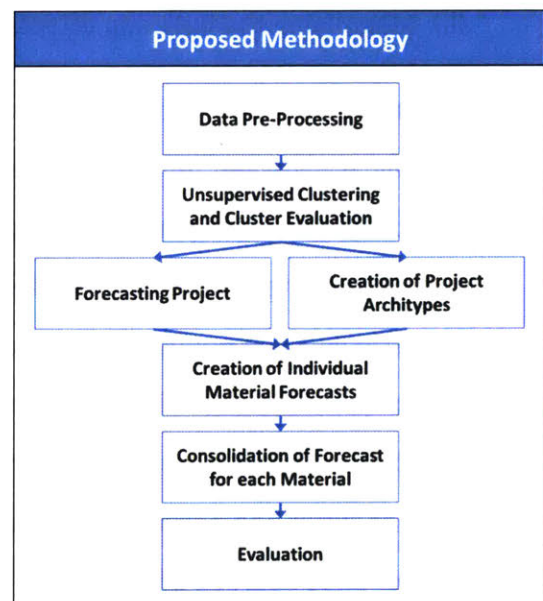 Proposed Methodology
Data Pre-Processing
Unsupervised Clustering
and Cluster Evaluation
Forecasting Project
Creation of Project
Architypes
Creation of Individual
Material Forecasts
Consolidation of Forecast
for each Material
Evaluation